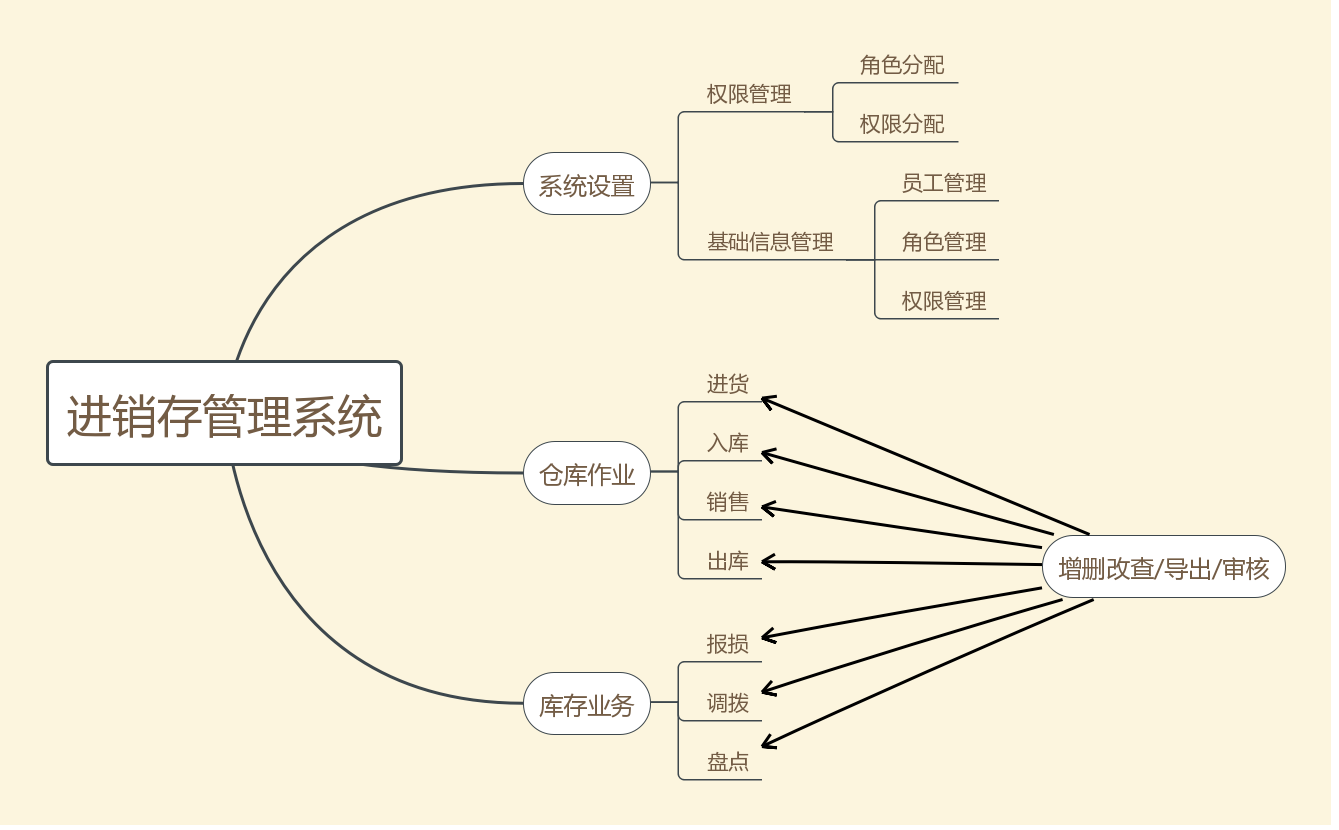 进销存管理系统
系统设置
权限管理
角色分配
权限分配
基础信息管理
员工管理
角色管理
权限管理
仓库作业
进货
入库
销售
出库
库存业务
报损
调拨
盘点
增删改查/导出/审核